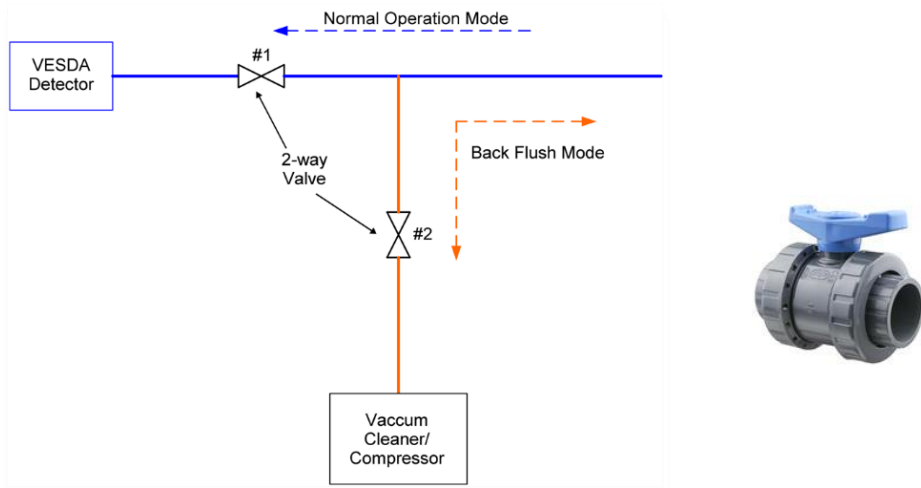 Normal Operation Mode
#1
VESDA
Detector
2-way
Valve
Back Flush Mode
#2
Vaccum
Cleaner/
Compressor